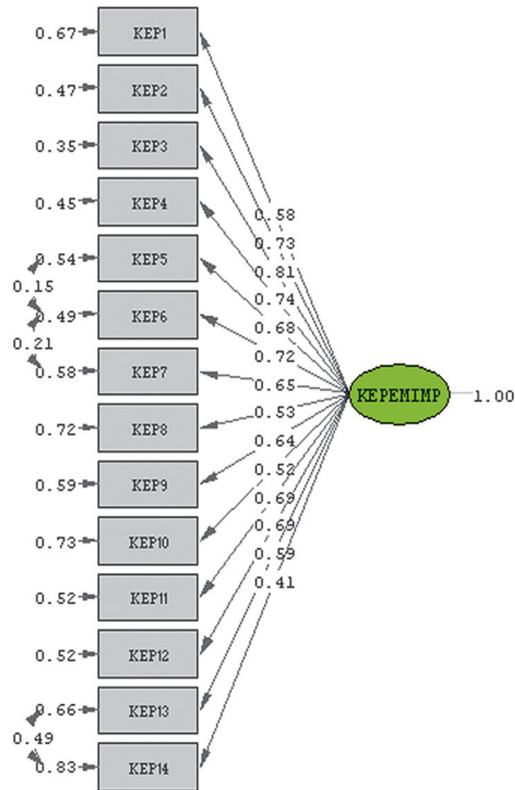 0.67 KEP1
0.47 KEP2
0.35 KEP3
0.45 KEP4
0.58
0.73
0.54 KEP5
0.81
0.15
0.74
0.49 KEP6
0.68
0.21
0.72
0.58 KEP7
0.65
KEPEMIMP 1.00
0.53
0.72 KEP8
0.64
0.52
0.59 KEP9
0.69
0.69
0.73 KEP10
0.59
0.41
0.52 KEP11
0.52 KEP12
0.66 KEP13
0.49
0.83 KEP14